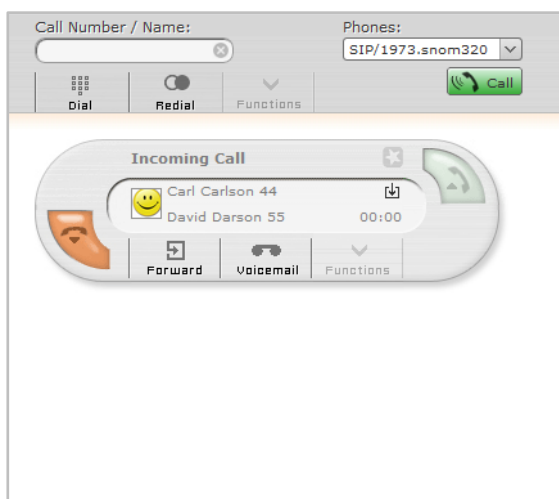 Call Number / Name:
Phones:
SIP/1973.snom320
Call
Dial
Redial
Functions
Incoming Call
Carl Carlson 44
David Darson 55
00:00
Forward
Voicemail
Functions